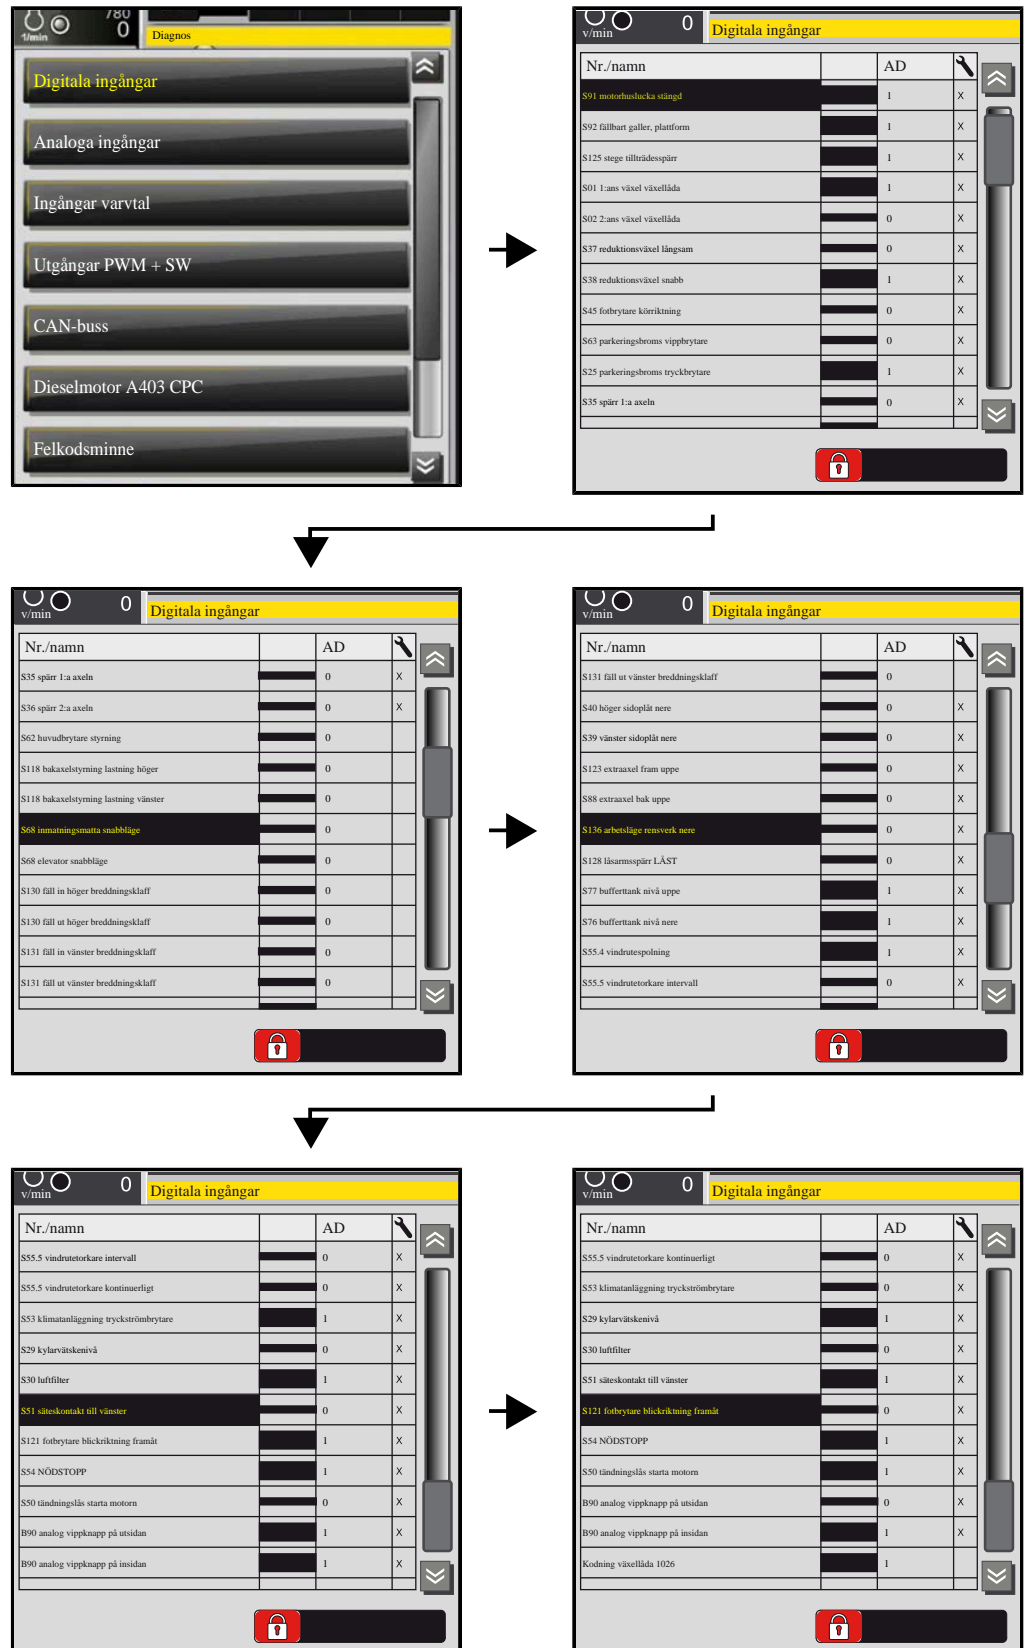 780
1/min
0
Diagnos
Digitala ingångar
Analoga ingångar
Ingångar varvtal
Utgångar PWM + SW
CAN-buss
Dieselmotor A403 CPC
Felkodsminne
v/min 0 Digitala ingångar
Nr./namn AD
S91 motorhuslucka stängd 1 X
S92 fällbart galler, plattform 1 X
S125 stege tillträdesspärr 1 X
S01 1:ans växel växellåda 1 X
S02 2:ans växel växellåda 0 X
S37 reduktionsväxel långsam 0 X
S38 reduktionsväxel snabb 1 X
S45 fotbrytare körriktning 0 X
S63 parkeringsbroms vippbrytare 0 X
S25 parkeringsbroms tryckbrytare 1 X
S35 spärr 1:a axeln 0 X
v/min 0 Digitala ingångar
Nr./namn AD
S35 spärr 1:a axeln 0 X
S36 spärr 2:a axeln 0 X
S62 huvudbrytare styrning 0
S118 bakaxelstyrning lastning höger 0
S118 bakaxelstyrning lastning vänster 0
S68 inmatningsmatta snabbläge 0
S68 elevator snabbläge 0
S130 fäll in höger breddningsklaff 0
S130 fäll ut höger breddningsklaff 0
S131 fäll in vänster breddningsklaff 0
S131 fäll ut vänster breddningsklaff 0
v/min 0 Digitala ingångar
Nr./namn AD
S131 fäll ut vänster breddningsklaff 0
S40 höger sidoplåt nere 0 X
S39 vänster sidoplåt nere 0 X
S123 extraaxel fram uppe 0 X
S88 extraaxel bak uppe 0 X
S136 arbetsläge rensverk nere 0 X
S128 låsarmsspärr LÅST 0 X
S77 bufferttank nivå uppe 1 X
S76 bufferttank nivå nere 1 X
S55.4 vindrutespolning 1 X
S55.5 vindrutetorkare intervall 0 X
v/min 0 Digitala ingångar
Nr./namn AD
S55.5 vindrutetorkare intervall 0 X
S55.5 vindrutetorkare kontinuerligt 0 X
S53 klimatanläggning tryckströmbrytare 1 X
S29 kylarvätskenivå 0 X
S30 luftfilter 1 X
S51 säteskontakt till vänster 0 X
S121 fotbrytare blickriktning framåt 1 X
S54 NÖDSTOPP 1 X
S50 tändningslås starta motorn 0 X
B90 analog vippknapp på utsidan 1 X
B90 analog vippknapp på insidan 1 X
v/min 0 Digitala ingångar
Nr./namn AD
S55.5 vindrutetorkare kontinuerligt 0 X
S53 klimatanläggning tryckströmbrytare 0 X
S29 kylarvätskenivå 1 X
S30 luftfilter 0 X
S51 säteskontakt till vänster 1 X
S121 fotbrytare blickriktning framåt 0 X
S54 NÖDSTOPP 1 X
S50 tändningslås starta motorn 1 X
B90 analog vippknapp på utsidan 0 X
B90 analog vippknapp på insidan 1 X
Kodning växellåda 1026 1